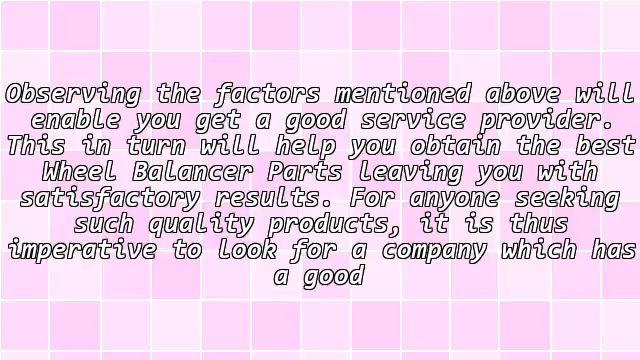 Observing the factors mentioned above will
enable you get a good service provider.
This in turn will help you obtain the best
Wheel Balancer Parts leaving you with
satisfactory results. For anyone seeking
such quality products, it is thus
imperative to look for a company which has
a good